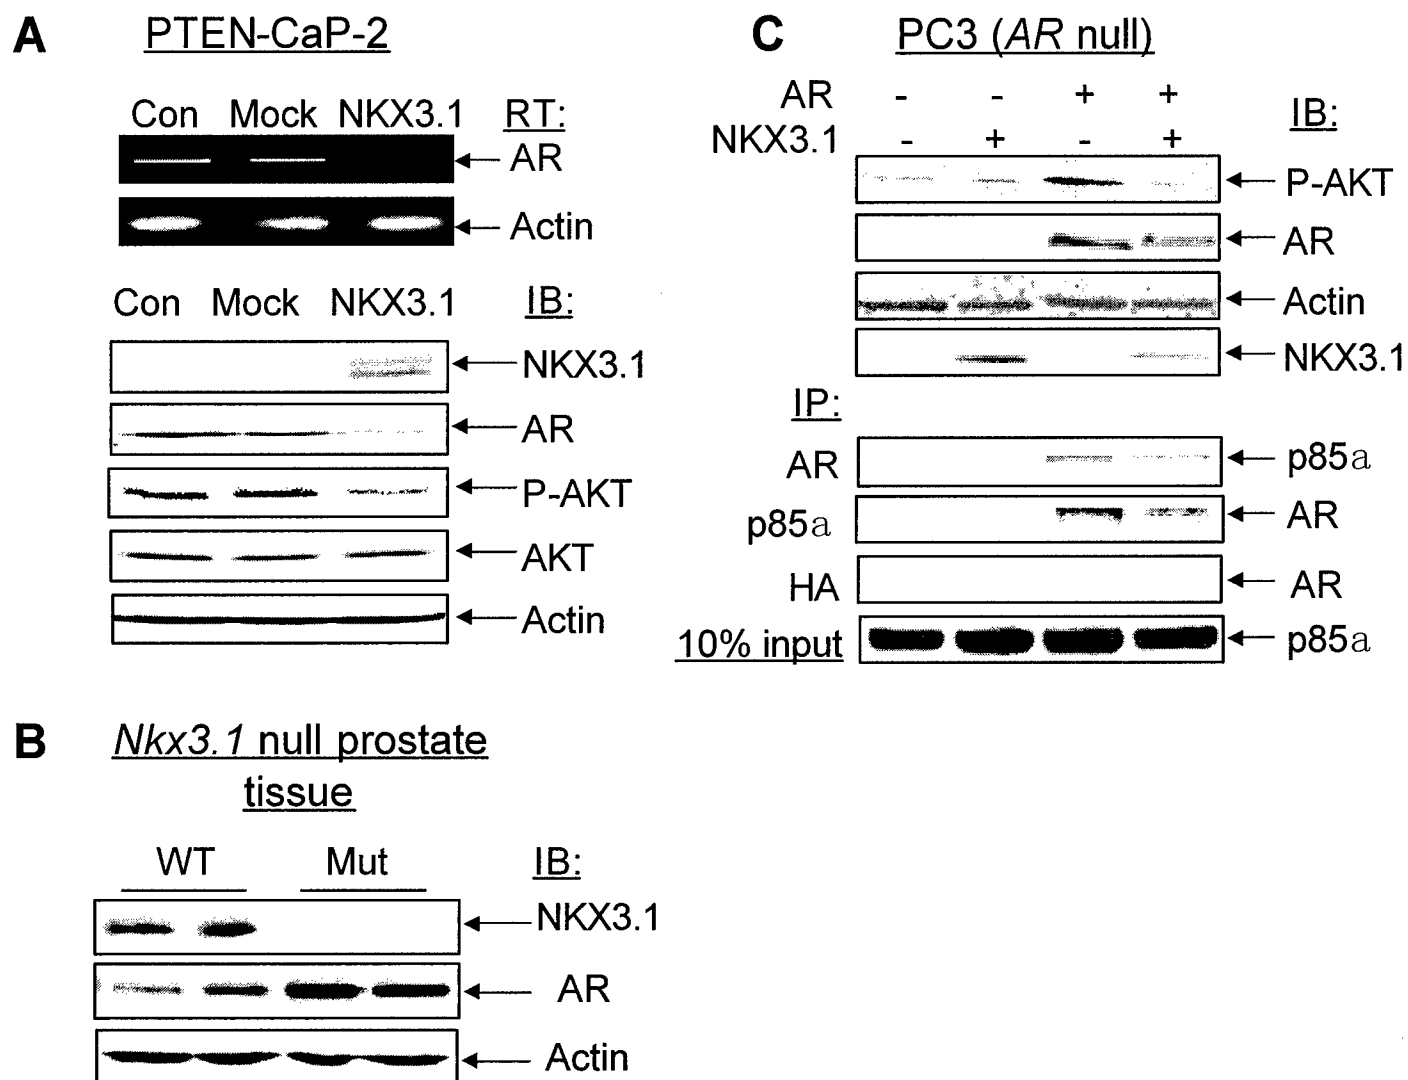 A
PTEN-CaP-2
Con Mock NKX3.1 RT:
AR
Actin
Con Mock NKX3.1 IB:
NKX3.1
AR
P-AKT
AKT
Actin
B
Nkx3.1 null prostate
tissue
WT Mut IB:
NKX3.1
AR
Actin
C
PC3 (AR null)
AR - - + +
NKX3.1 - + - + IB:
P-AKT
AR
Actin
NKX3.1
IP:
AR p85a
p85a AR
HA AR
10% input p85a